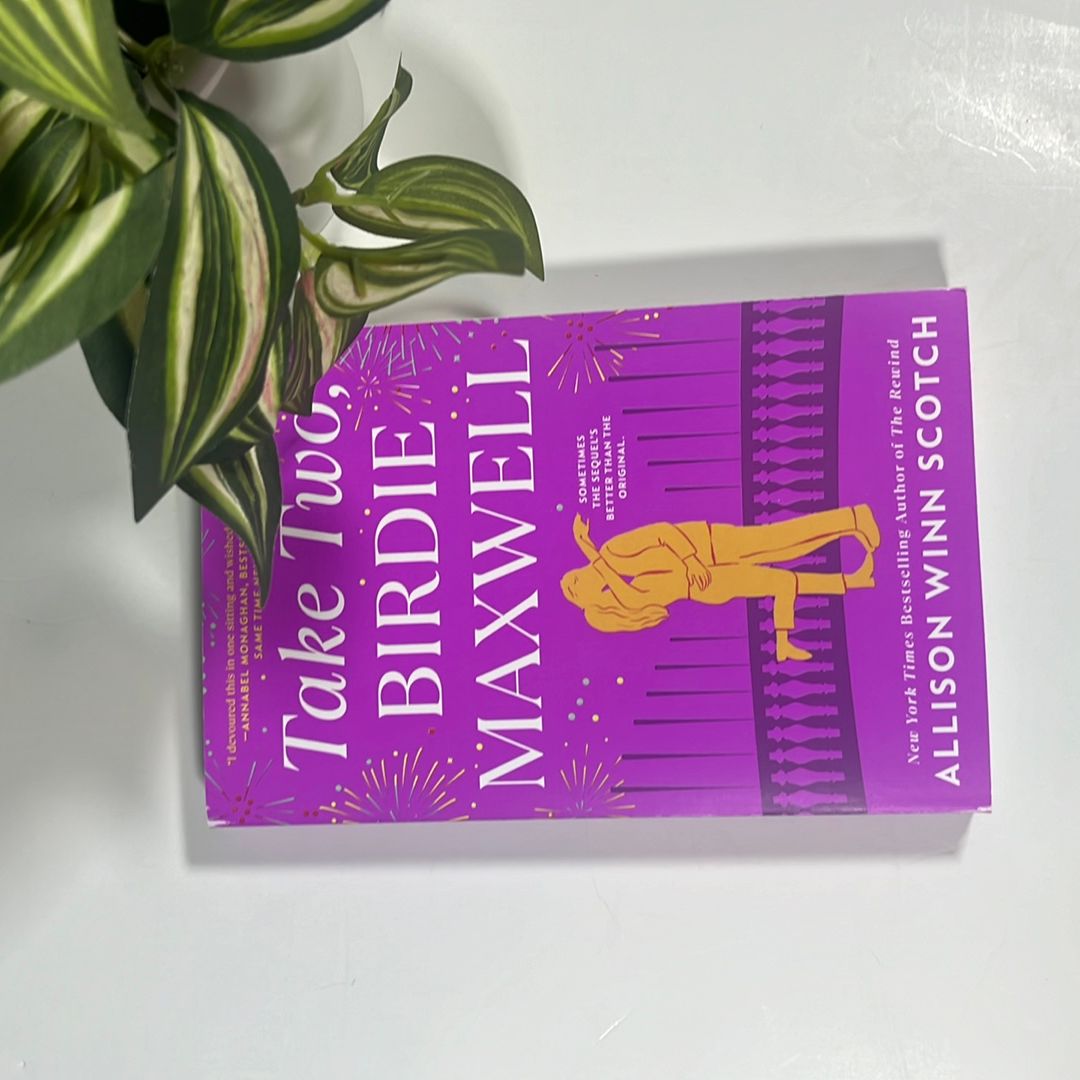 "I devoured this in one sitting and wished
—ANNABEL MONAGHAN,
SAME TIME
Take Two,
BIRDIE
MAXWELL
SOMETIMES
THE SEQUEL'S
BETTER THAN THE
ORIGINAL.
New York Times Bestselling Author of The Rewind
ALLISON WINN SCOTCH